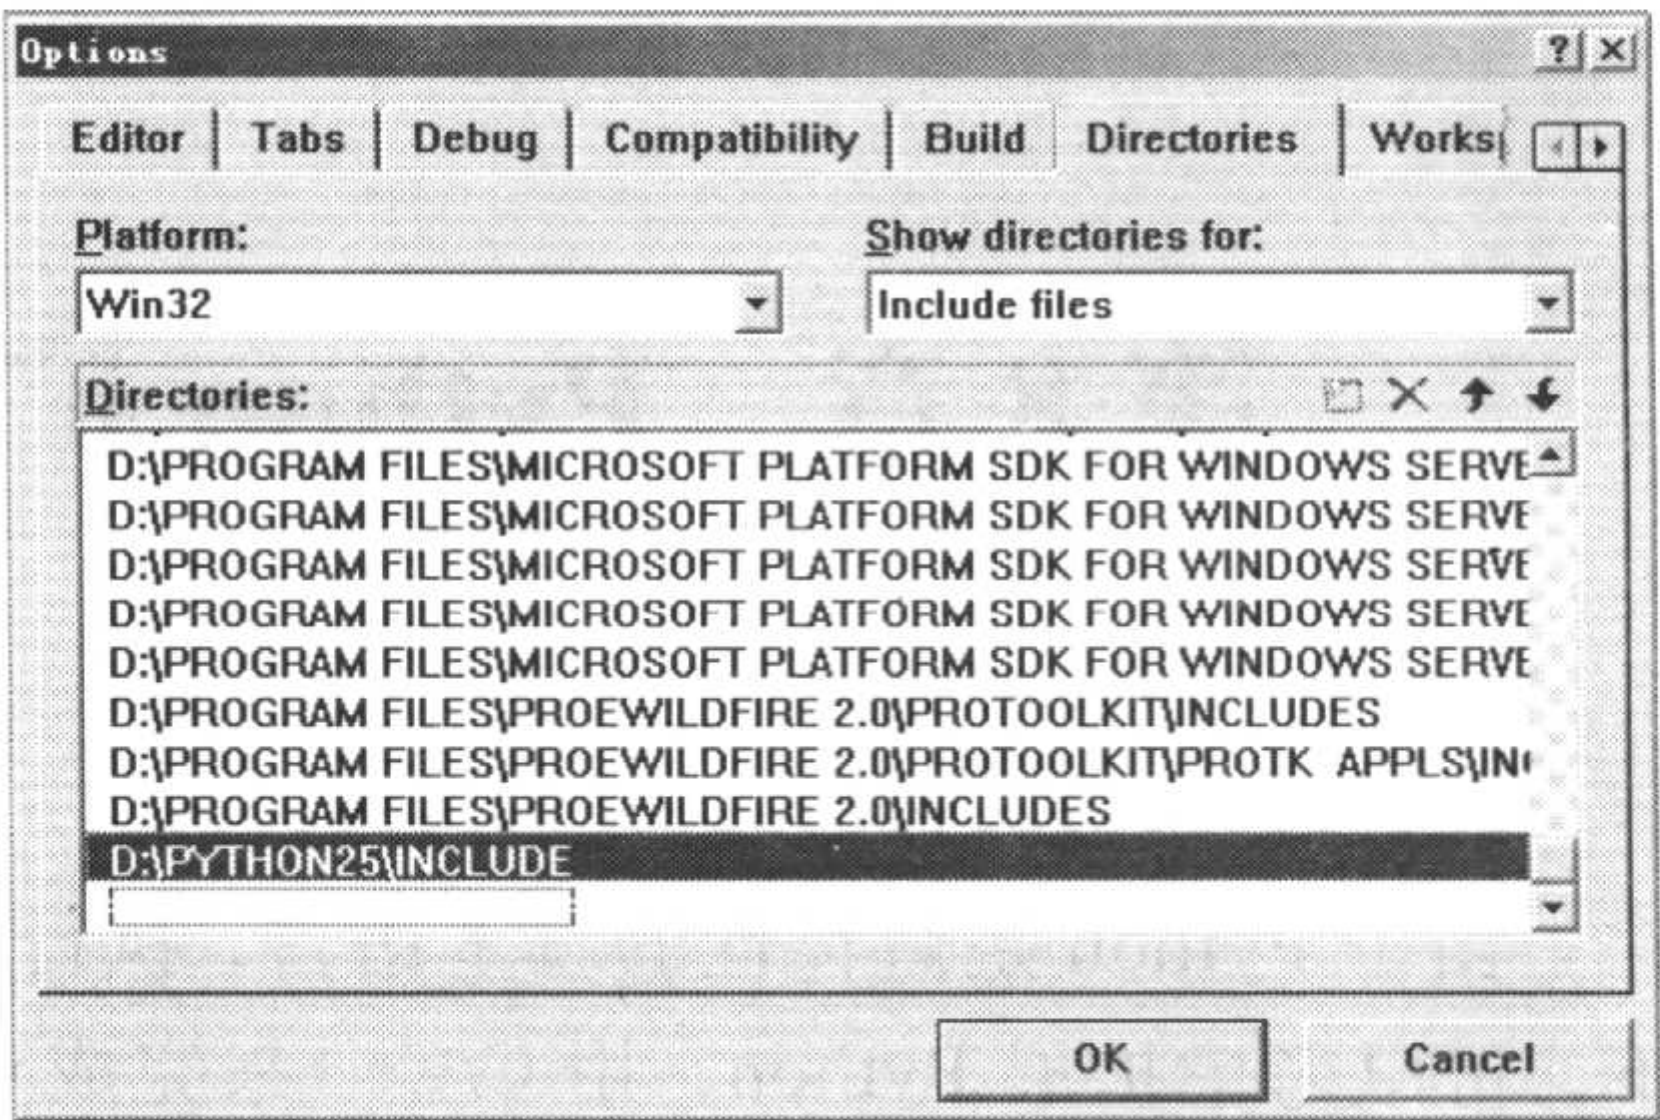 Options
Editor Tabs Debug Compatibility Build Directories Works
Platform: Show directories for:
Win32 Include files
Directories:
D:\PROGRAM FILES\MICROSOFT PLATFORM SDK FOR WINDOWS SERVE
D:\PROGRAM FILES\MICROSOFT PLATFORM SDK FOR WINDOWS SERVE
D:\PROGRAM FILES\MICROSOFT PLATFORM SDK FOR WINDOWS SERVE
D:\PROGRAM FILES\MICROSOFT PLATFORM SDK FOR WINDOWS SERVE
D:\PROGRAM FILES\MICROSOFT PLATFORM SDK FOR WINDOWS SERVE
D:\PROGRAM FILES\PROEWILDFIRE 2.0\PROTOOLKIT\INCLUDES
D:\PROGRAM FILES\PROEWILDFIRE 2.0\PROTOOLKIT\PROTK APPLS\IN
D:\PROGRAM FILES\PROEWILDFIRE 2.0\INCLUDES
D:\PYTHON25\INCLUDE
OK Cancel